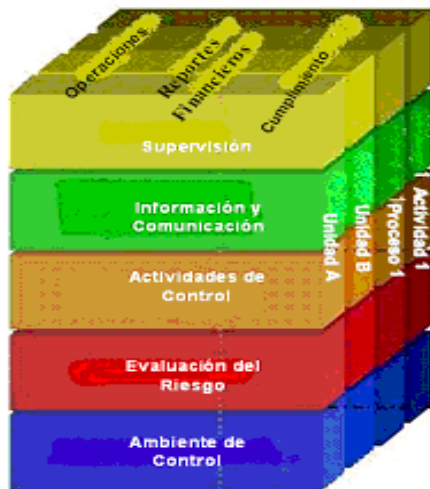 Operaciones
Reportes
Financieros
Cumplimiento
Supervisión
Información y
Comunicación
Actividades de
Control
Evaluación del
Riesgo
Ambiente de
Control
Unidad A
Unidad B
Proceso 1
Actividad 1